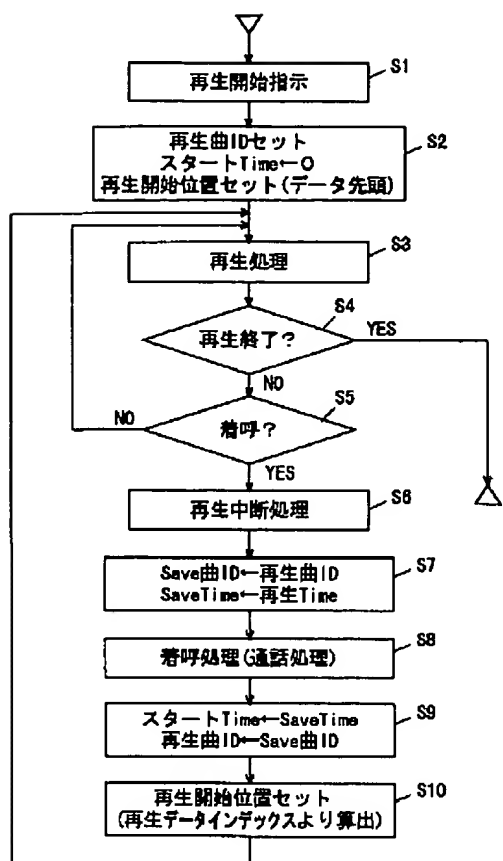 S1
再生開始指示
S2
再生曲IDセット
スタートTime←0
再生開始位置セット(データ先頭)
S3
再生処理
S4
再生終了?
YES
NO
S5
着呼?
NO
YES
S6
再生中断処理
S7
Save曲ID←再生曲ID
SaveTime←再生Time
S8
着呼処理(通話処理)
S9
スタートTime←SaveTime
再生曲ID←Save曲ID
S10
再生開始位置セット
(再生データインデックスより算出)